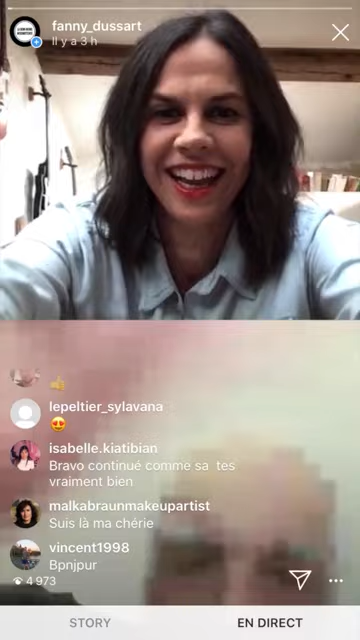 fanny_dussart
Il y a 3 h
lepeltier_sylavana
isabelle.kiatibian
Bravo continué comme sa tes
vraiment bien
malkabraunmakeupartist
Suis là ma chérie
vincent1998
Bpnjpur
4 973
STORY
EN DIRECT